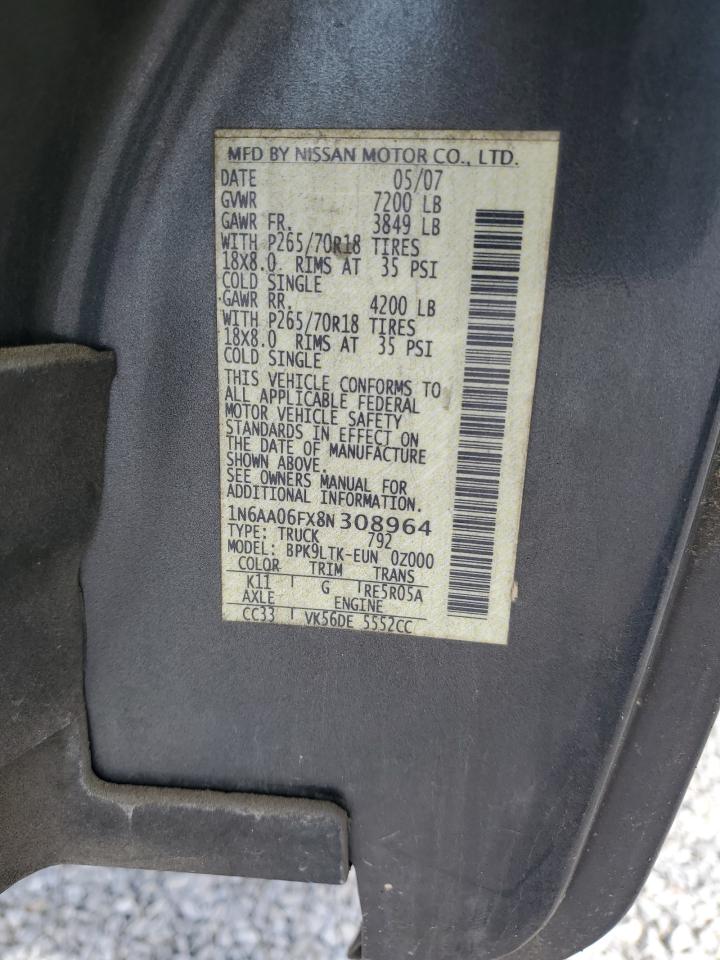 MFD BY NISSAN MOTOR CO., LTD.
DATE 05/07
GVWR 7200 LB
GAWR FR. 3849 LB
WITH P265/70R18 TIRES
18X8.0 RIMS AT 35 PSI
COLD SINGLE
GAWR RR. 4200 LB
WITH P265/70R18 TIRES
18X8.0 RIMS AT 35 PSI
COLD SINGLE
THIS VEHICLE CONFORMS TO
ALL APPLICABLE FEDERAL
MOTOR VEHICLE SAFETY
STANDARDS IN EFFECT ON
THE DATE OF MANUFACTURE
SHOWN ABOVE.
SEE OWNERS MANUAL FOR
ADDITIONAL INFORMATION.
1N6AA06FX8N308964
TYPE: TRUCK 792
MODEL: BPK9LTK-EUN 0Z000
COLOR TRIM TRANS
K11 G RE5R05A
AXLE ENGINE
CC33 VK56DE 5552CC